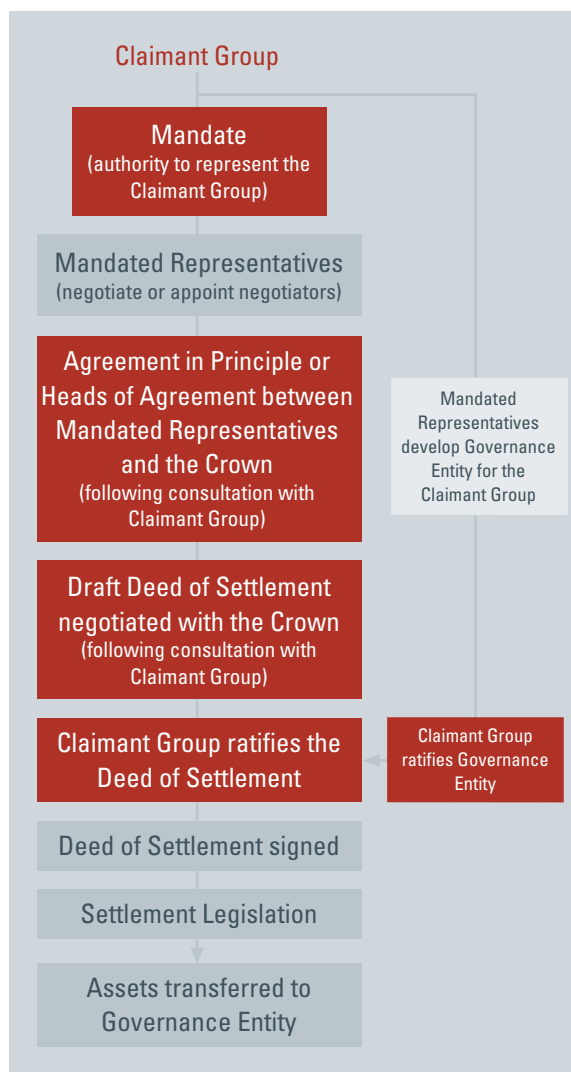 Claimant Group
Mandate
(authority to represent the
Claimant Group)
Mandated Representatives
(negotiate or appoint negotiators)
Agreement in Principle or
Heads of Agreement between
Mandated Representatives
and the Crown
(following consultation with
Claimant Group)
Mandated
Representatives
develop Governance
Entity for the
Claimant Group
Draft Deed of Settlement
negotiated with the Crown
(following consultation with
Claimant Group)
Claimant Group ratifies the
Deed of Settlement
Claimant Group
ratifies Governance
Entity
Deed of Settlement signed
Settlement Legislation
Assets transferred to
Governance Entity